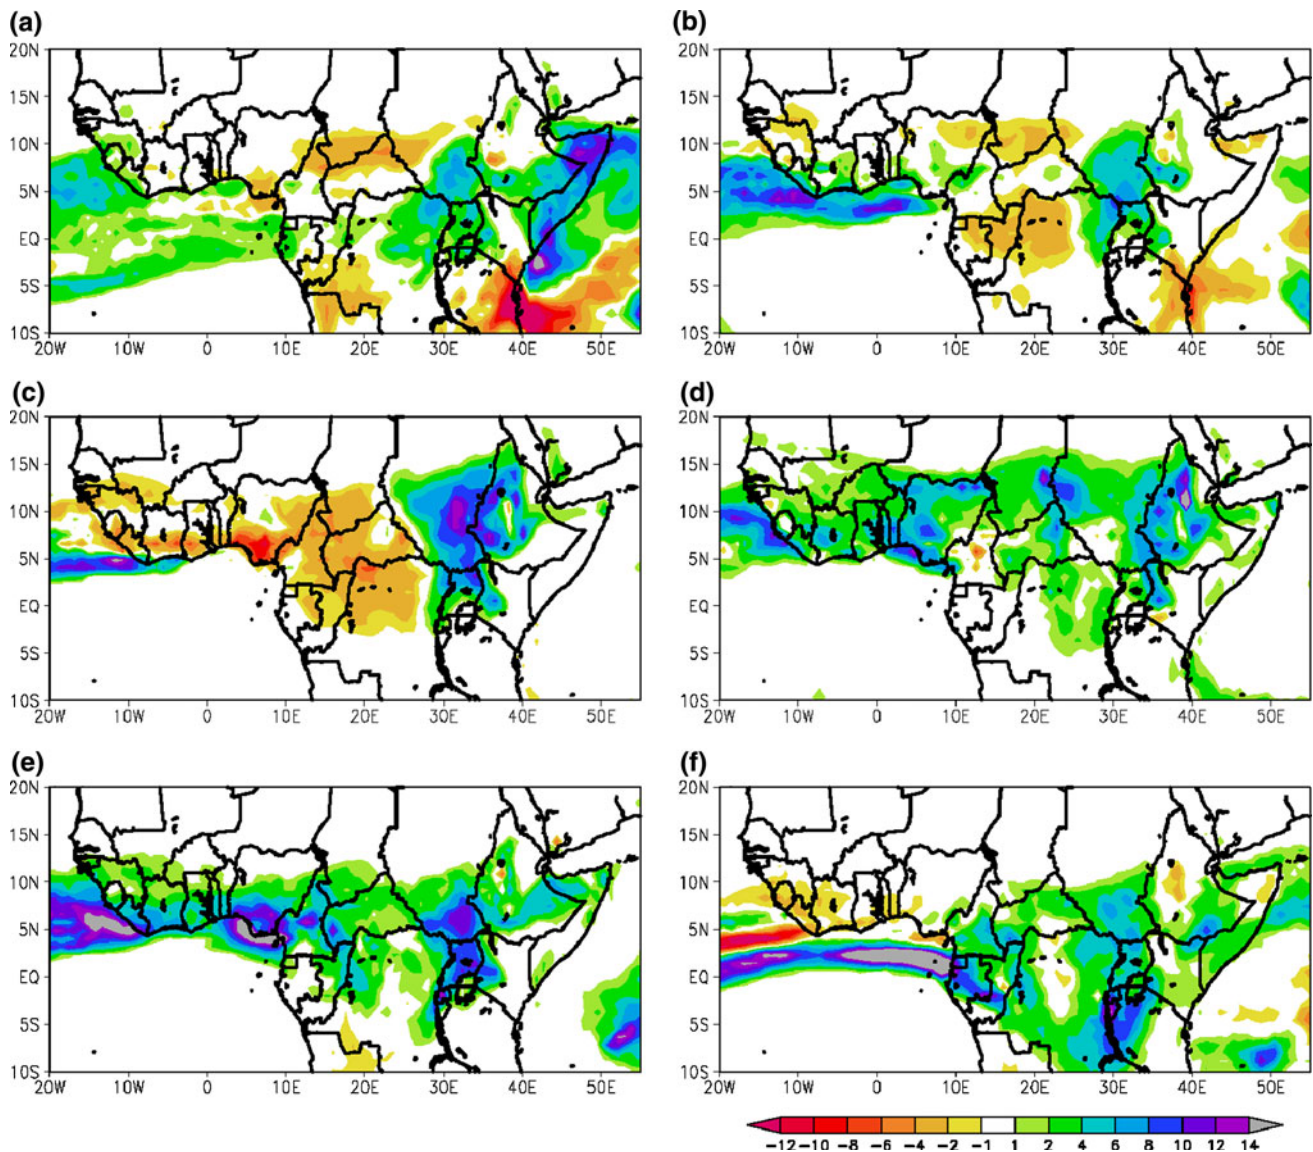 (a) (b)
20N 20N
15N 15N
10N 10N
5N 5N
EQ EQ
5S 5S
10S 10S
20W 10W 0 10E 20E 30E 40E 50E 20W 10W 0 10E 20E 30E 40E 50E
(c) (d)
20N 20N
15N 15N
10N 10N
5N 5N
EQ EQ
5S 5S
10S 10S
20W 10W 0 10E 20E 30E 40E 50E 20W 10W 0 10E 20E 30E 40E 50E
(e) (f)
20N 20N
15N 15N
10N 10N
5N 5N
EQ EQ
5S 5S
10S 10S
20W 10W 0 10E 20E 30E 40E 50E 20W 10W 0 10E 20E 30E 40E 50E
-12 -10 -8 -6 -4 -2 -1 1 2 4 6 8 10 12 14